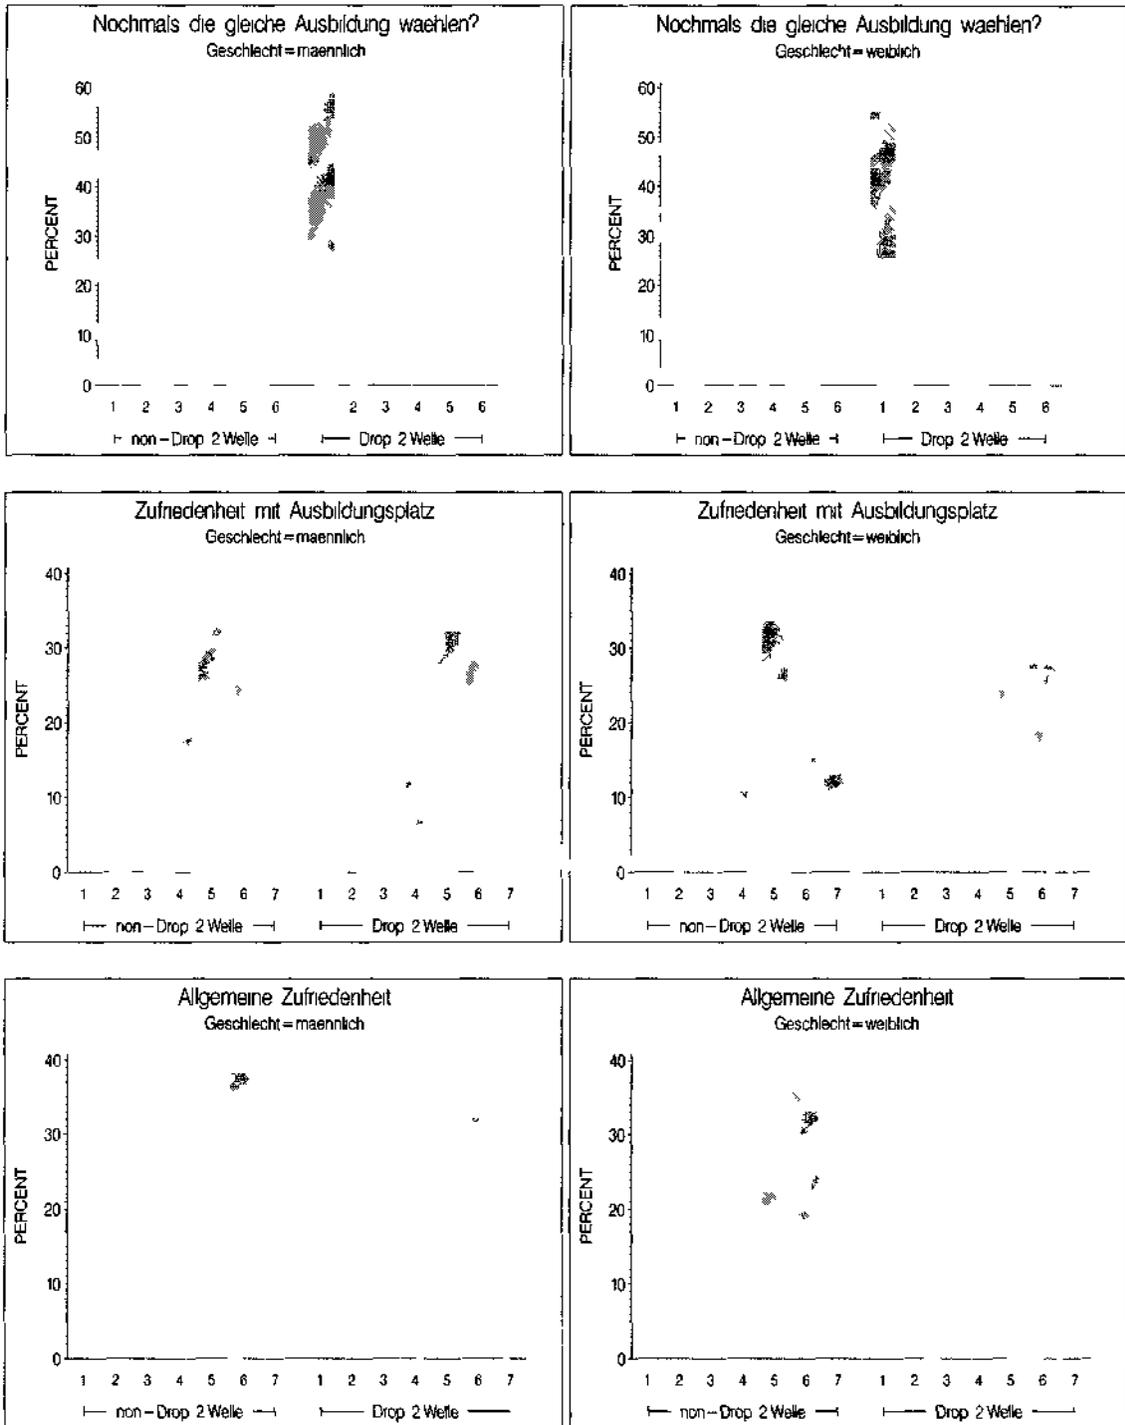 Nochmals die gleiche Ausbildung waehlen?
Geschlecht=maennlich
PERCENT
60
50
40
30
20
10
0
1 2 3 4 5 6 2 3 4 5 6
non-Drop 2 Welle Drop 2 Welle
Nochmals die gleiche Ausbildung waehlen?
Geschlecht=weiblich
PERCENT
60
50
40
30
20
10
0
1 2 3 4 5 6 1 2 3 4 5 6
non-Drop 2 Welle Drop 2 Welle
Zufriedenheit mit Ausbildungsplatz
Geschlecht=maennlich
PERCENT
40
30
20
10
0
1 2 3 4 5 6 7 1 2 3 4 5 6 7
non-Drop 2 Welle Drop 2 Welle
Zufriedenheit mit Ausbildungsplatz
Geschlecht=weiblich
PERCENT
40
30
20
10
0
1 2 3 4 5 6 7 1 2 3 4 5 6 7
non-Drop 2 Welle Drop 2 Welle
Allgemeine Zufriedenheit
Geschlecht=maennlich
PERCENT
40
30
20
10
0
1 2 3 4 5 6 7 1 2 3 4 5 6 7
non-Drop 2 Welle Drop 2 Welle
Allgemeine Zufriedenheit
Geschlecht=weiblich
PERCENT
40
30
20
10
0
1 2 3 4 5 6 7 1 2 3 4 5 6 7
non-Drop 2 Welle Drop 2 Welle